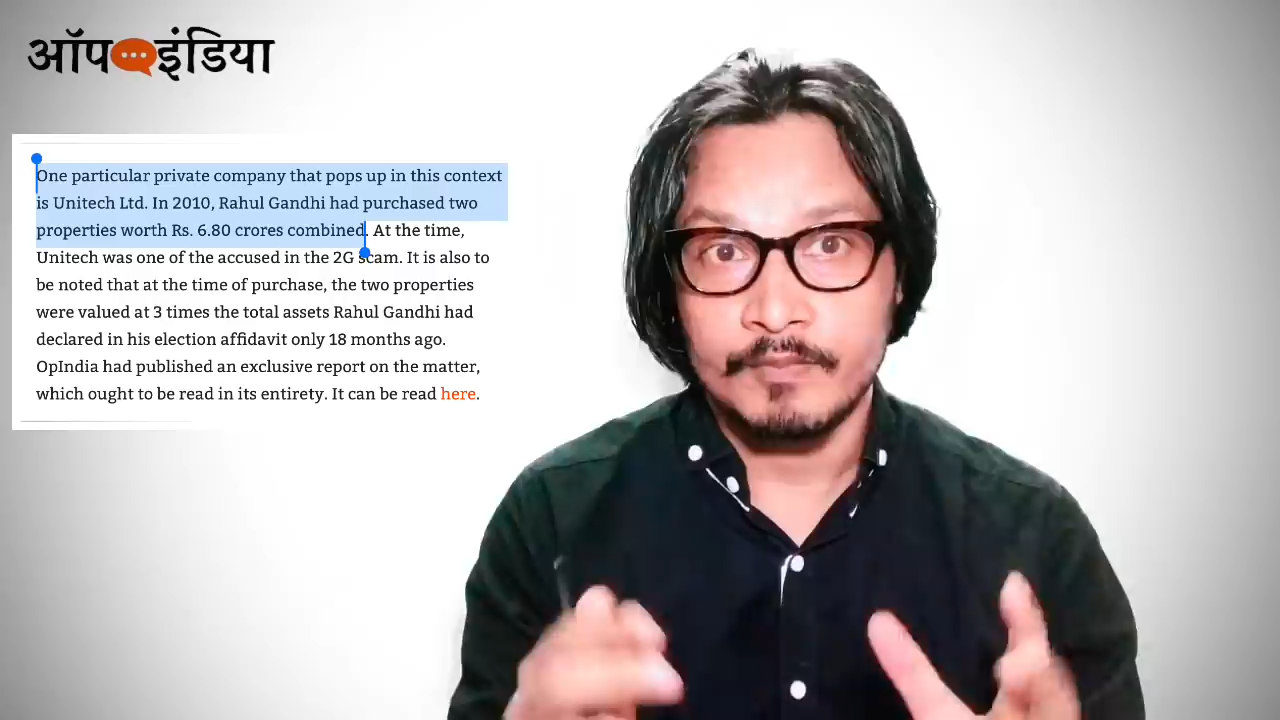 ऑपइंडिया
One particular private company that pops up in this context
is Unitech Ltd. In 2010, Rahul Gandhi had purchased two
properties worth Rs. 6.80 crores combined. At the time,
Unitech was one of the accused in the 2G scam. It is also to
be noted that at the time of purchase, the two properties
were valued at 3 times the total assets Rahul Gandhi had
declared in his election affidavit only 18 months ago.
OpIndia had published an exclusive report on the matter,
which ought to be read in its entirety. It can be read here.